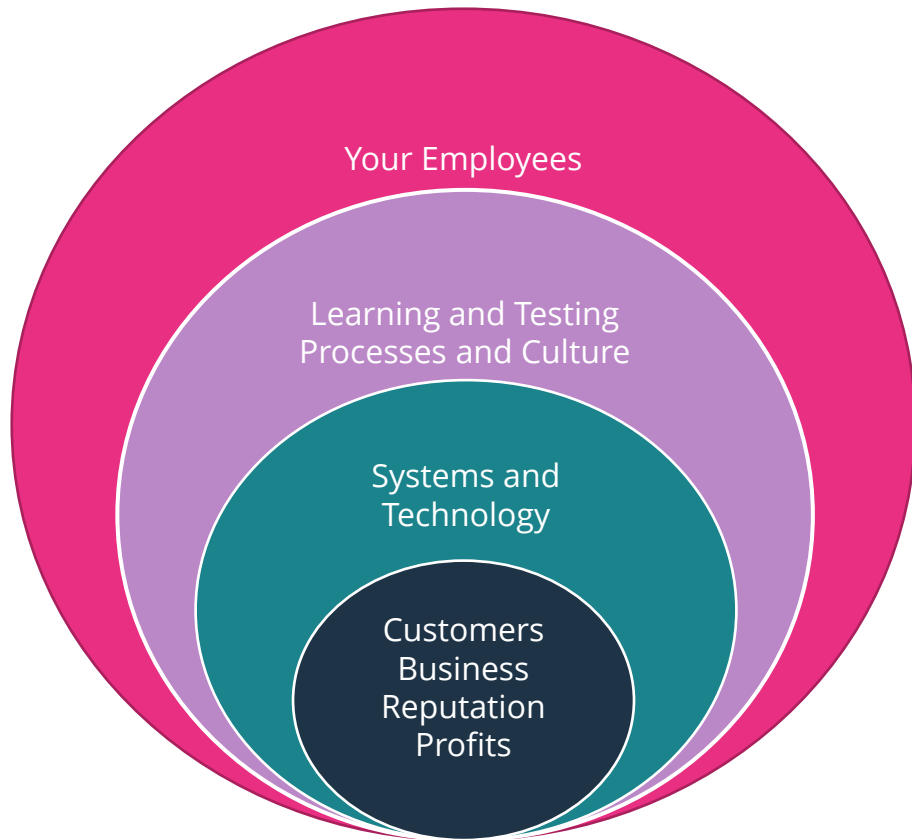 Your Employees
Learning and Testing
Processes and Culture
Systems and
Technology
Customers
Business
Reputation
Profits